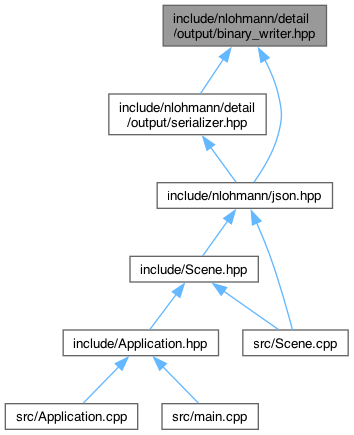 include/nlohmann/detail
/output/binary_writer.hpp
include/nlohmann/detail
/output/serializer.hpp
include/nlohmann/json.hpp
include/Scene.hpp
include/Application.hpp
src/Scene.cpp
src/Application.cpp
src/main.cpp